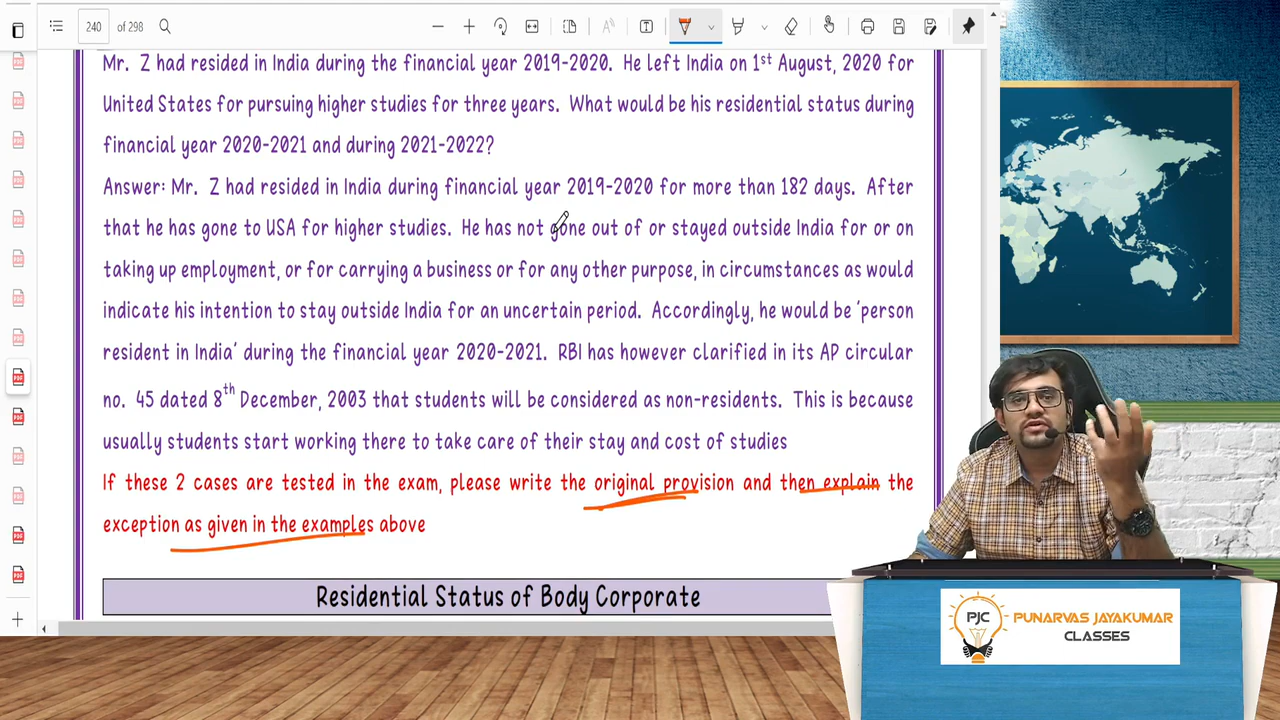 240 of 298
Mr. Z had resided in India during the financial year 2019-2020. He left India on 1st August, 2020 for
United States for pursuing higher studies for three years. What would be his residential status during
financial year 2020-2021 and during 2021-2022?
Answer: Mr. Z had resided in India during financial year 2019-2020 for more than 182 days. After
that he has gone to USA for higher studies. He has not gone out of or stayed outside India for or on
taking up employment, or for carrying a business or for any other purpose, in circumstances as would
indicate his intention to stay outside India for an uncertain period. Accordingly, he would be 'person
resident in India' during the financial year 2020-2021. RBI has however clarified in its AP circular
no. 45 dated 8th December, 2003 that students will be considered as non-residents. This is because
usually students start working there to take care of their stay and cost of studies
If these 2 cases are tested in the exam, please write the original provision and then explain the
exception as given in the examples above
Residential Status of Body Corporate
PJC
PUNARVAS JAYAKUMAR
CLASSES